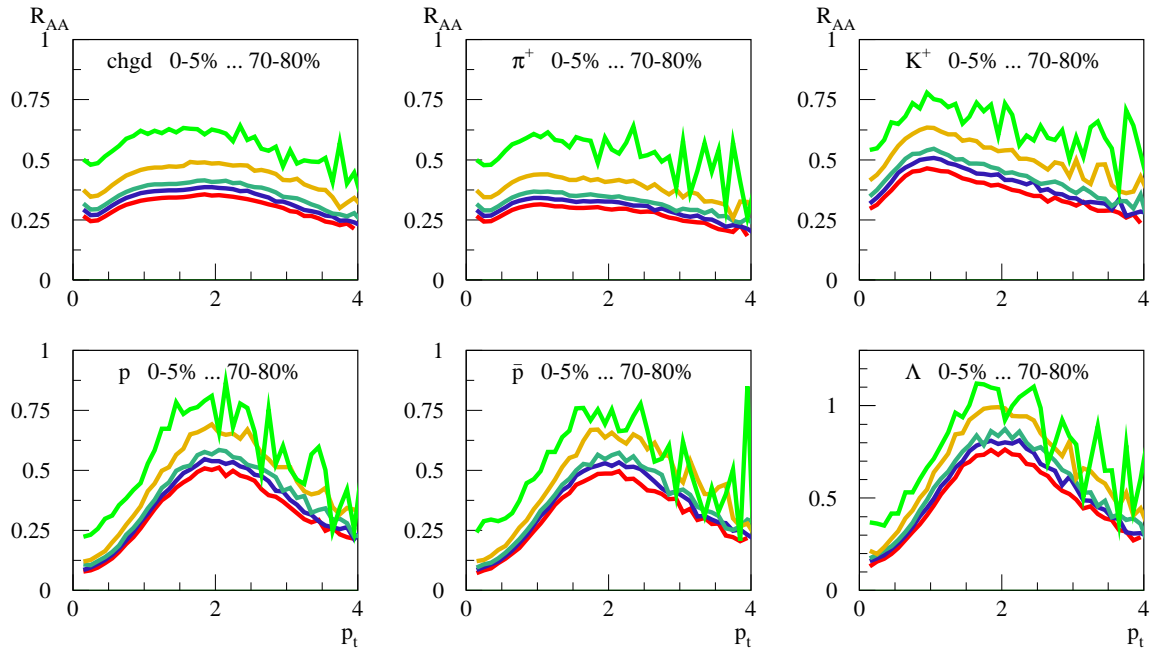 R_AA R_AA R_AA
1 chgd 0-5% ... 70-80% 1 π⁺ 0-5% ... 70-80% 1 K⁺ 0-5% ... 70-80%
0.75 0.75 0.75
0.5 0.5 0.5
0.25 0.25 0.25
0 0 0
0 2 4 0 2 4 0 2 4
1 p 0-5% ... 70-80% 1 p̄ 0-5% ... 70-80% Λ 0-5% ... 70-80%
0.75 0.75 1
0.5 0.5 0.5
0.25 0.25
0 0 0
0 2 4 0 2 4 0 2 4
p_t p_t p_t